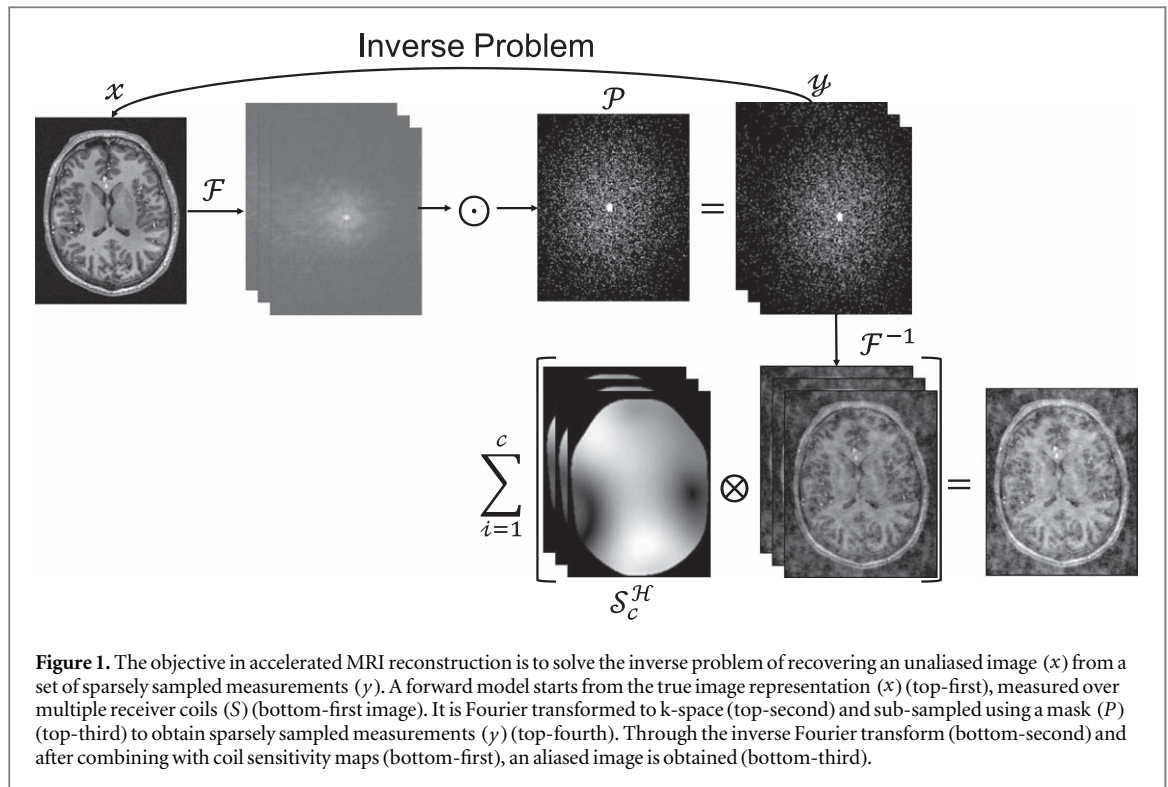 Inverse Problem
x
𝒴
𝒫
ℱ
⊙
=
ℱ⁻¹
c
∑
i=1
⊗
=
𝒮_c^ℋ
Figure 1. The objective in accelerated MRI reconstruction is to solve the inverse problem of recovering an unaliased image (x) from a
set of sparsely sampled measurements (y). A forward model starts from the true image representation (x) (top-first), measured over
multiple receiver coils (S) (bottom-first image). It is Fourier transformed to k-space (top-second) and sub-sampled using a mask (P)
(top-third) to obtain sparsely sampled measurements (y) (top-fourth). Through the inverse Fourier transform (bottom-second) and
after combining with coil sensitivity maps (bottom-first), an aliased image is obtained (bottom-third).